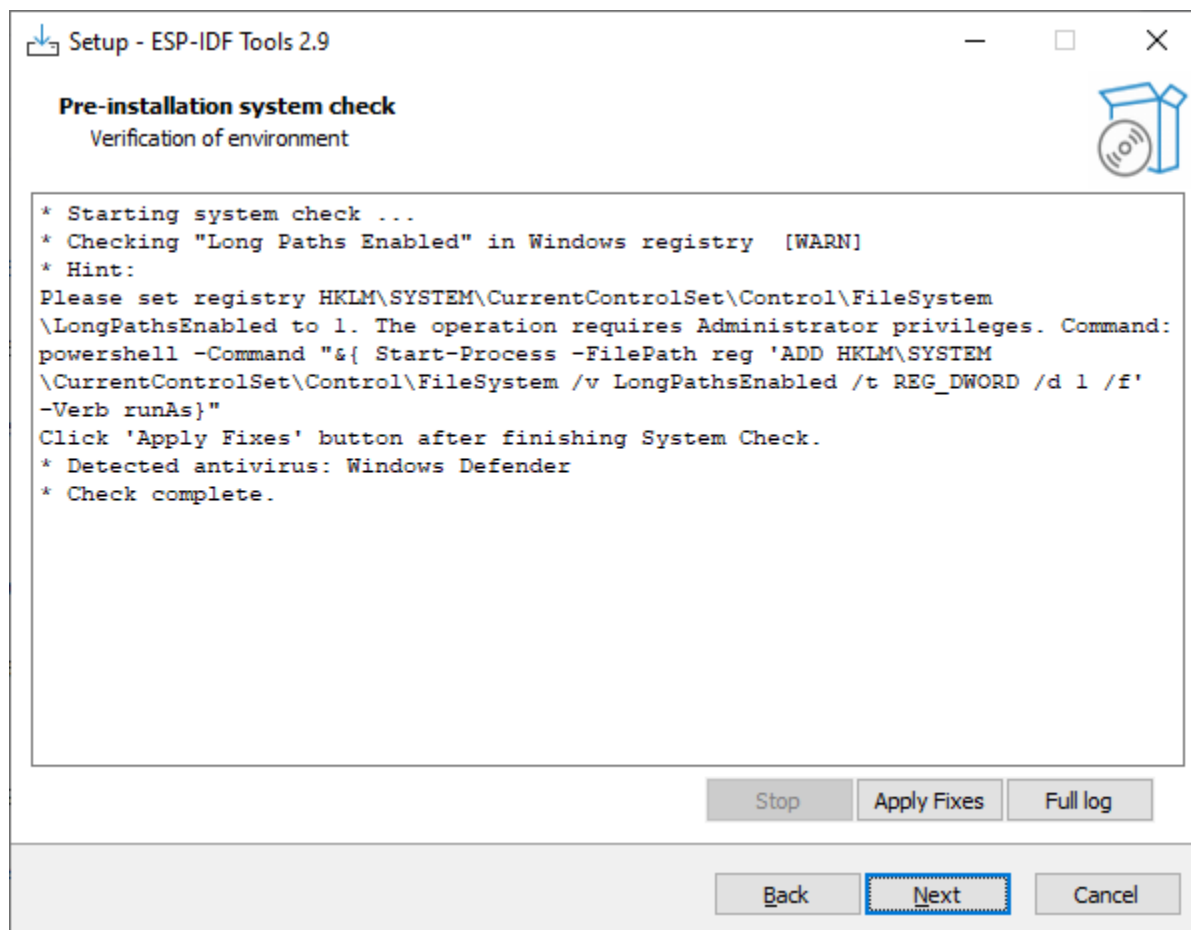 Setup - ESP-IDF Tools 2.9
Pre-installation system check
Verification of environment
* Starting system check ...
* Checking "Long Paths Enabled" in Windows registry  [WARN]
* Hint:
Please set registry HKLM\SYSTEM\CurrentControlSet\Control\FileSystem
\LongPathsEnabled to 1. The operation requires Administrator privileges. Command:
powershell -Command "&{ Start-Process -FilePath reg 'ADD HKLM\SYSTEM
\CurrentControlSet\Control\FileSystem /v LongPathsEnabled /t REG_DWORD /d 1 /f'
-Verb runAs}"
Click 'Apply Fixes' button after finishing System Check.
* Detected antivirus: Windows Defender
* Check complete.
Stop Apply Fixes Full log
Back Next Cancel